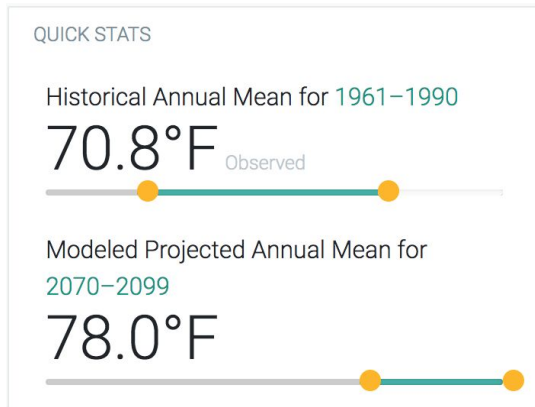 QUICK STATS
Historical Annual Mean for 1961–1990
70.8°F Observed
Modeled Projected Annual Mean for
2070–2099
78.0°F